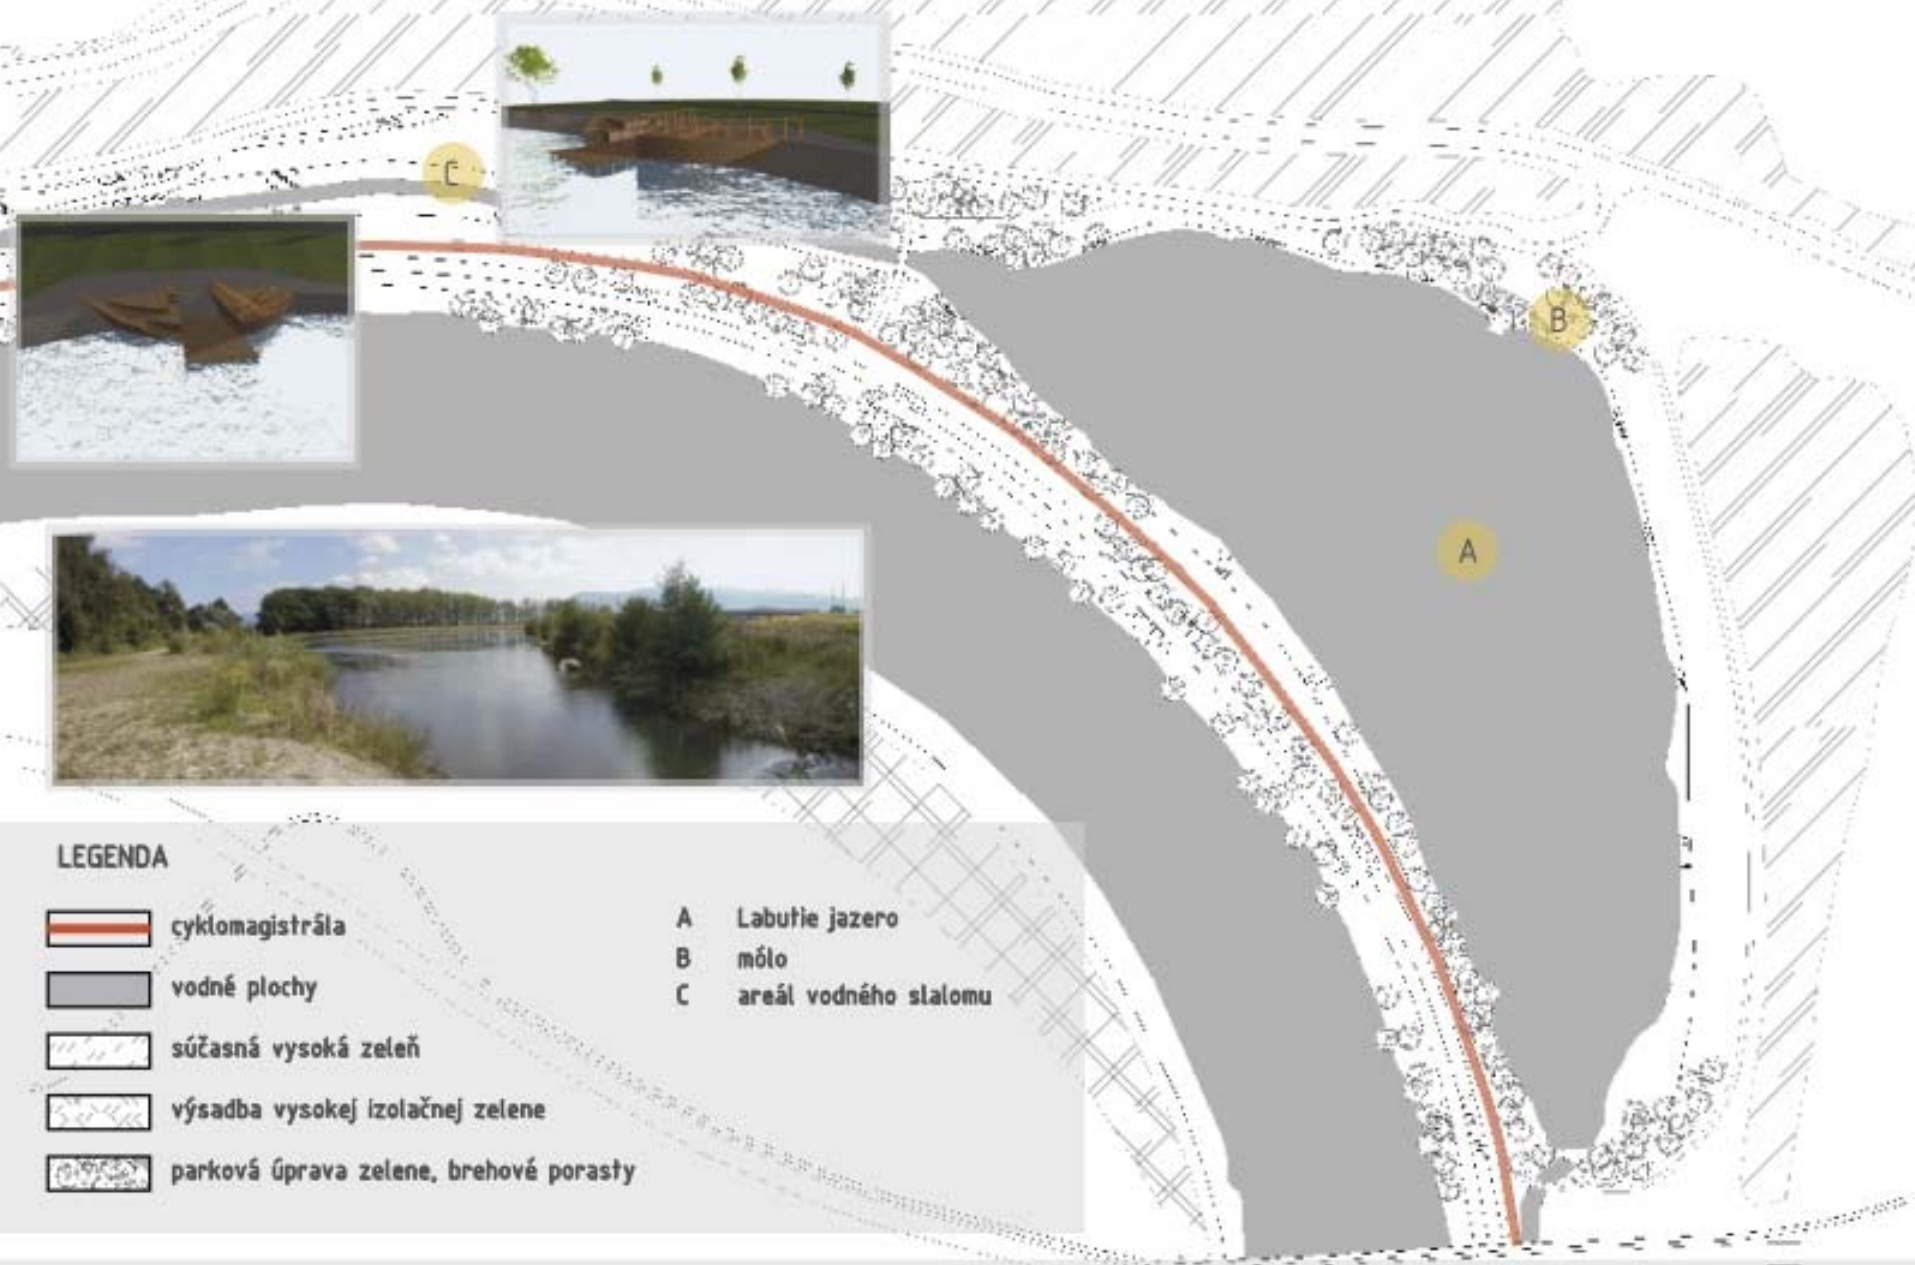 C
B
A
LEGENDA
cyklomagistrála
vodné plochy
súčasná vysoká zeleň
výsadba vysokej izolačnej zelene
parková úprava zelene, brehové porasty
A Labutie jazero
B mólo
C areál vodného slalomu